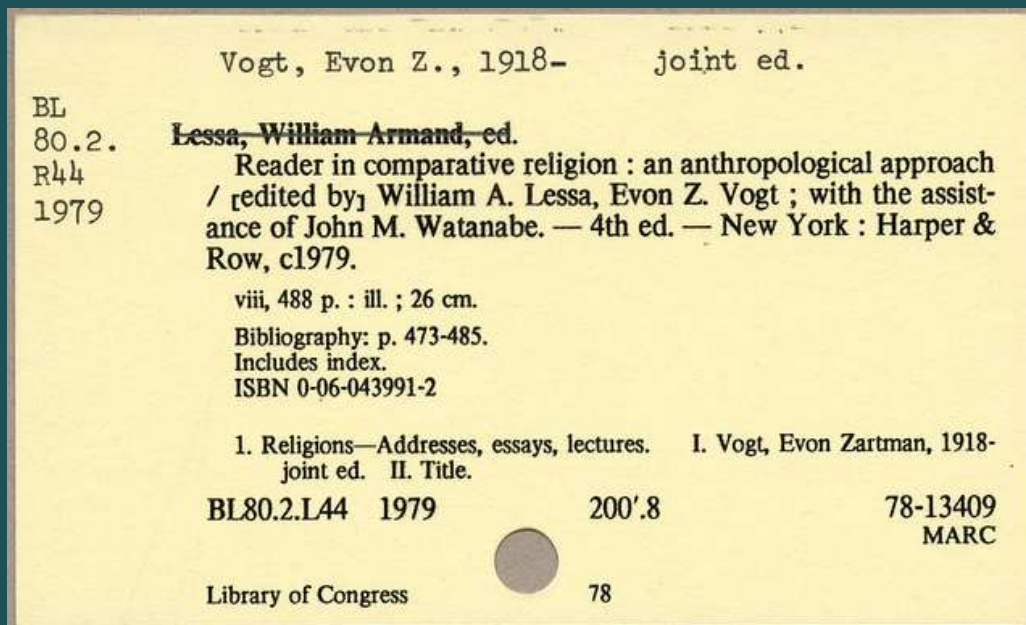 Vogt, Evon Z., 1918- joint ed.
BL
80.2.
R44
1979
Lessa, William Armand, ed.
Reader in comparative religion : an anthropological approach
/ [edited by] William A. Lessa, Evon Z. Vogt ; with the assist-
ance of John M. Watanabe. — 4th ed. — New York : Harper &
Row, c1979.
viii, 488 p. : ill. ; 26 cm.
Bibliography: p. 473-485.
Includes index.
ISBN 0-06-043991-2
1. Religions—Addresses, essays, lectures. I. Vogt, Evon Zartman, 1918-
joint ed. II. Title.
BL80.2.L44 1979 200′.8 78-13409
MARC
Library of Congress 78